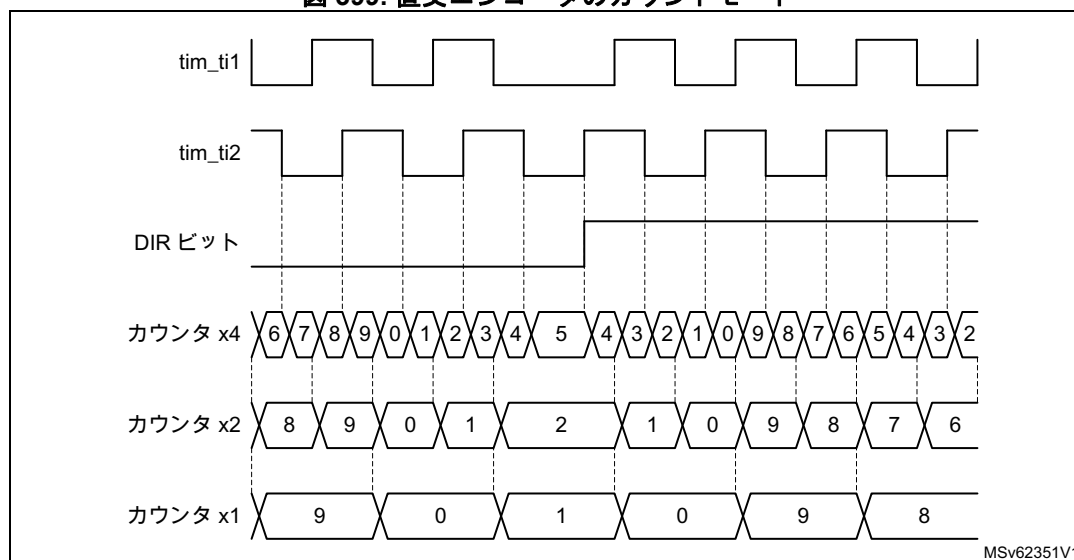 tim_ti1
tim_ti2
DIR ビット
カウンタ x4 6 7 8 9 0 1 2 3 4 5 4 3 2 1 0 9 8 7 6 5 4 3 2
カウンタ x2 8 9 0 1 2 1 0 9 8 7 6
カウンタ x1 9 0 1 0 9 8
MSv62351V1